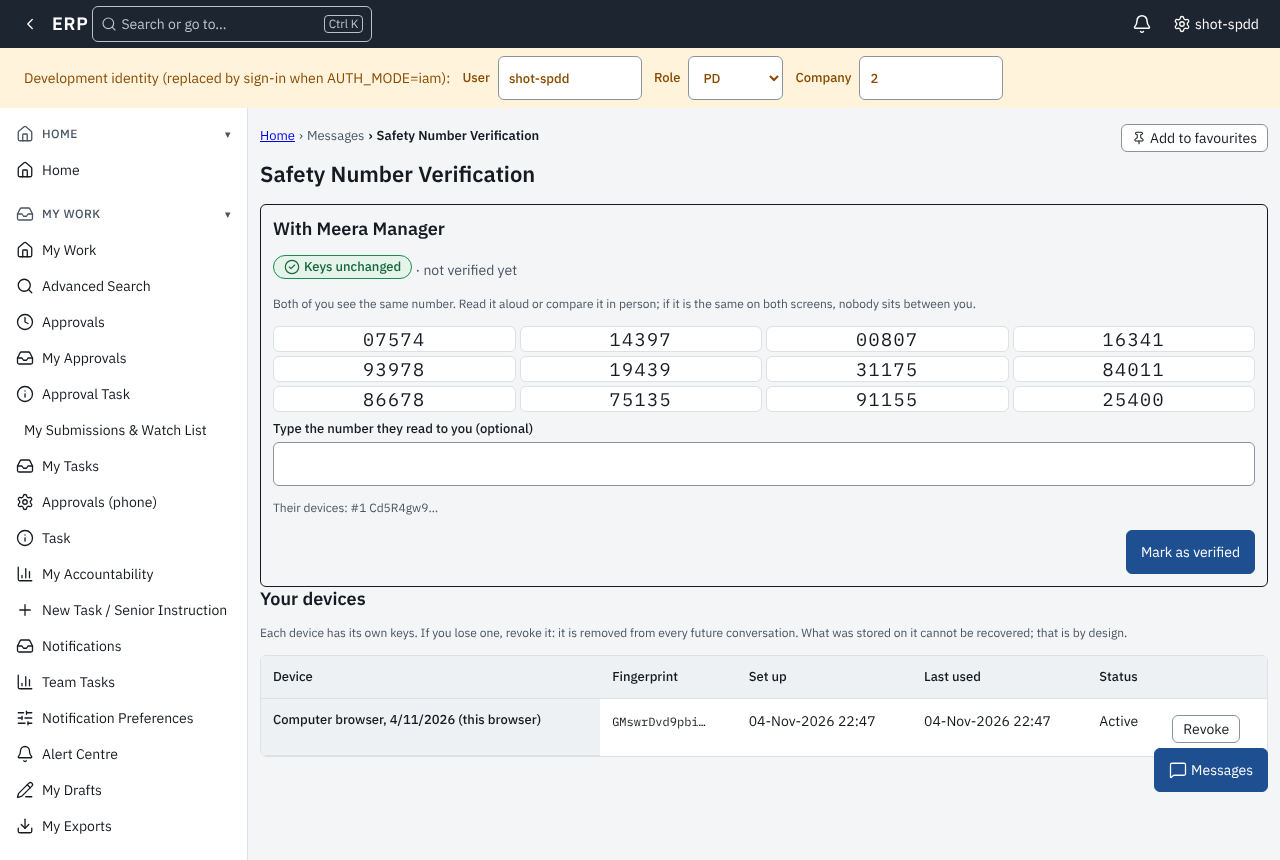 ERP Search or go to... Ctrl K shot-spdd
Development identity (replaced by sign-in when AUTH_MODE=iam): User shot-spdd Role PD Company 2
HOME
Home
MY WORK
My Work
Advanced Search
Approvals
My Approvals
Approval Task
My Submissions & Watch List
My Tasks
Approvals (phone)
Task
My Accountability
New Task / Senior Instruction
Notifications
Team Tasks
Notification Preferences
Alert Centre
My Drafts
My Exports
Home › Messages › Safety Number Verification
Add to favourites
Safety Number Verification
With Meera Manager
Keys unchanged · not verified yet
Both of you see the same number. Read it aloud or compare it in person; if it is the same on both screens, nobody sits between you.
07574 14397 00807 16341
93978 19439 31175 84011
86678 75135 91155 25400
Type the number they read to you (optional)
Their devices: #1 Cd5R4gw9…
Mark as verified
Your devices
Each device has its own keys. If you lose one, revoke it: it is removed from every future conversation. What was stored on it cannot be recovered; that is by design.
Device Fingerprint Set up Last used Status
Computer browser, 4/11/2026 (this browser) GMswrDvd9pbi… 04-Nov-2026 22:47 04-Nov-2026 22:47 Active Revoke
Messages